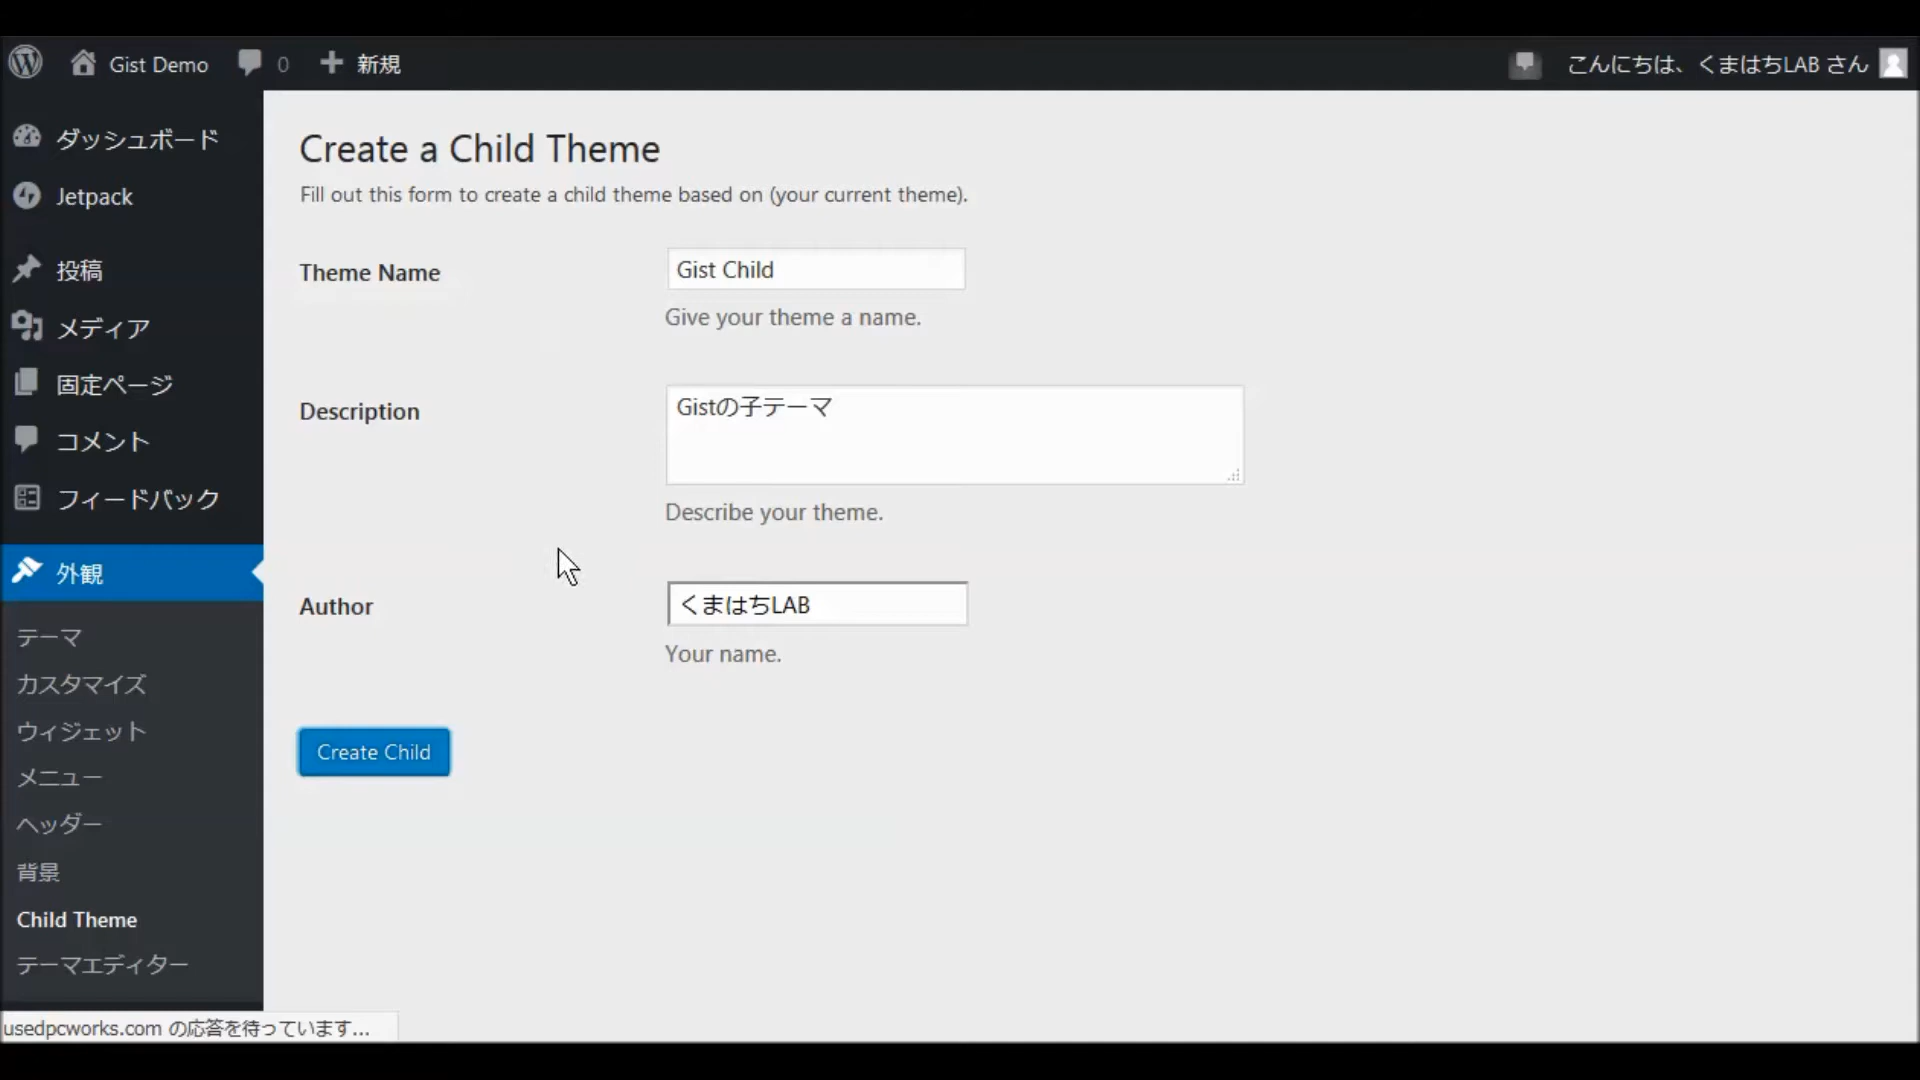 Gist Demo 0 新規 こんにちは、くまはちLAB さん
ダッシュボード
Jetpack
投稿
メディア
固定ページ
コメント
フィードバック
外観
テーマ
カスタマイズ
ウィジェット
メニュー
ヘッダー
背景
Child Theme
テーマエディター
Create a Child Theme
Fill out this form to create a child theme based on (your current theme).
Theme Name
Gist Child
Give your theme a name.
Description
Gistの子テーマ
Describe your theme.
Author
くまはちLAB
Your name.
Create Child
usedpcworks.com の応答を待っています...